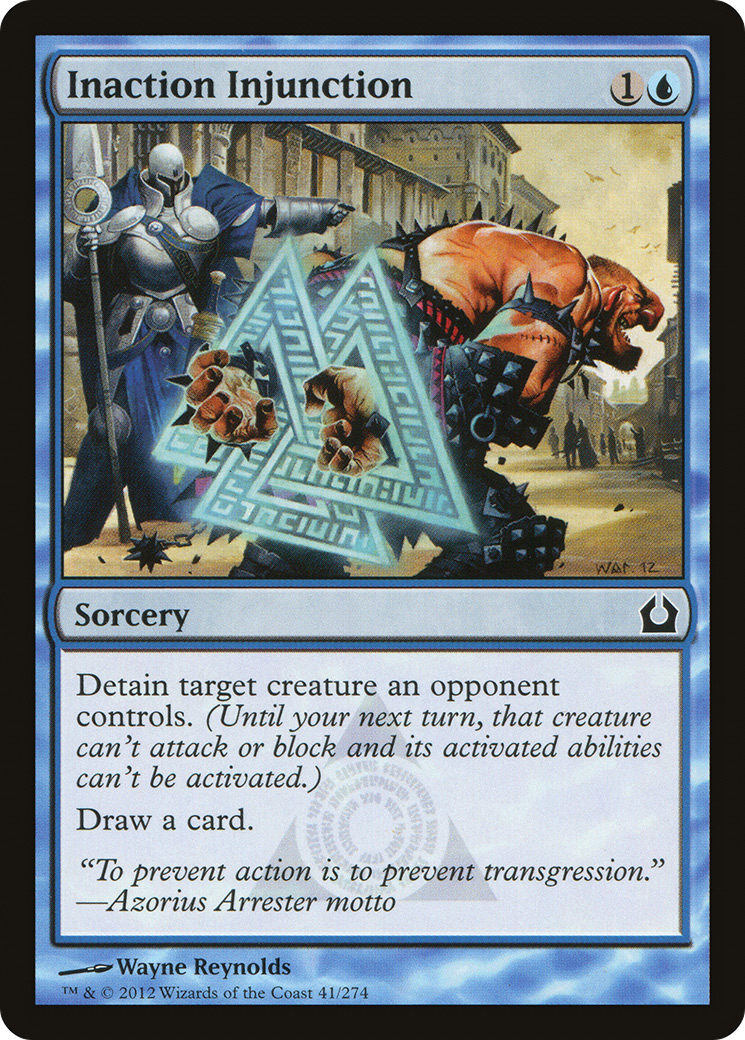 Inaction Injunction 1
WAR. 12
Sorcery
Detain target creature an opponent
controls. (Until your next turn, that creature
can't attack or block and its activated abilities
can't be activated.)
Draw a card.
“To prevent action is to prevent transgression.”
—Azorius Arrester motto
Wayne Reynolds
™ & © 2012 Wizards of the Coast 41/274